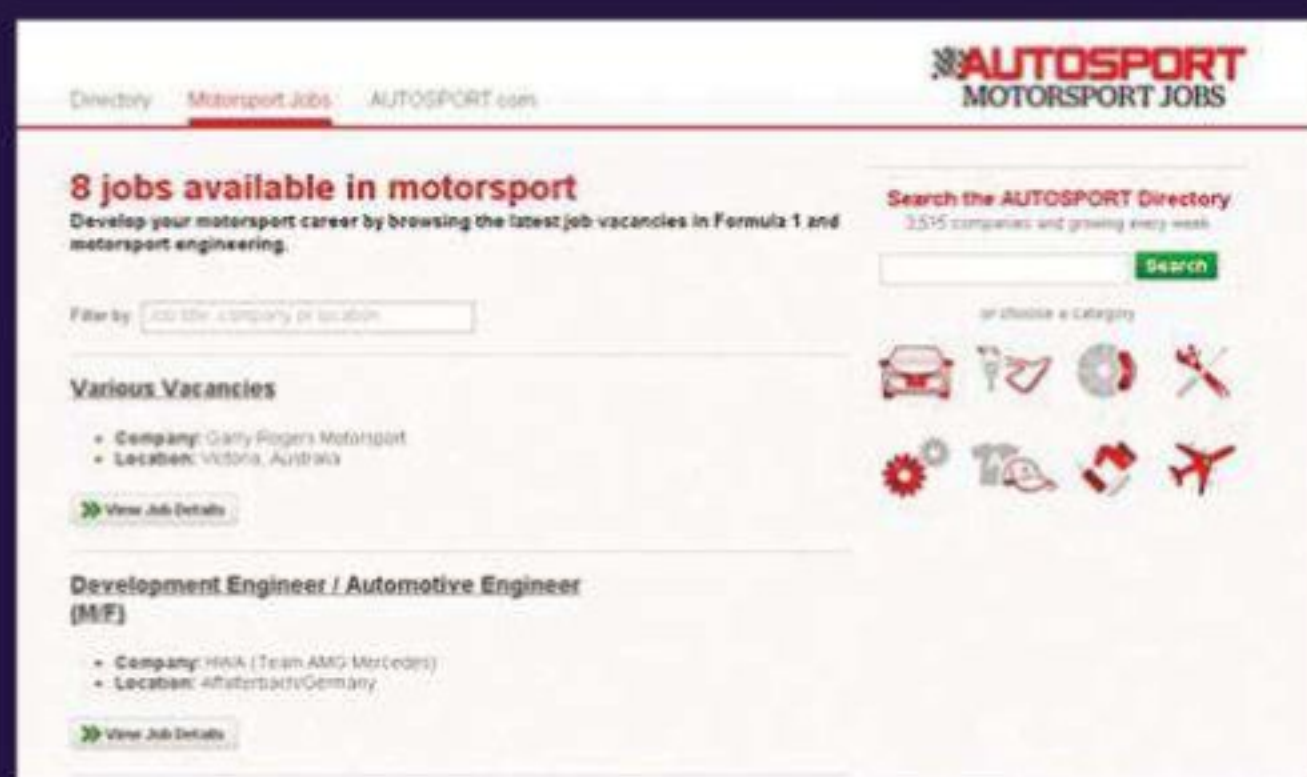 AUTOSPORT
MOTORSPORT JOBS
Directory Motorsport Jobs AUTOSPORT.com
8 jobs available in motorsport
Develop your motorsport career by browsing the latest job vacancies in Formula 1 and
motorsport engineering.
Filter by: Job title, company or location
Various Vacancies
Company: Garry Rogers Motorsport
Location: Victoria, Australia
View Job Details
Development Engineer / Automotive Engineer
(M/F)
Company: HWA (Team AMG Mercedes)
Location: Affalterbach/Germany
View Job Details
Search the AUTOSPORT Directory
companies and growing every week
Search
or choose a category